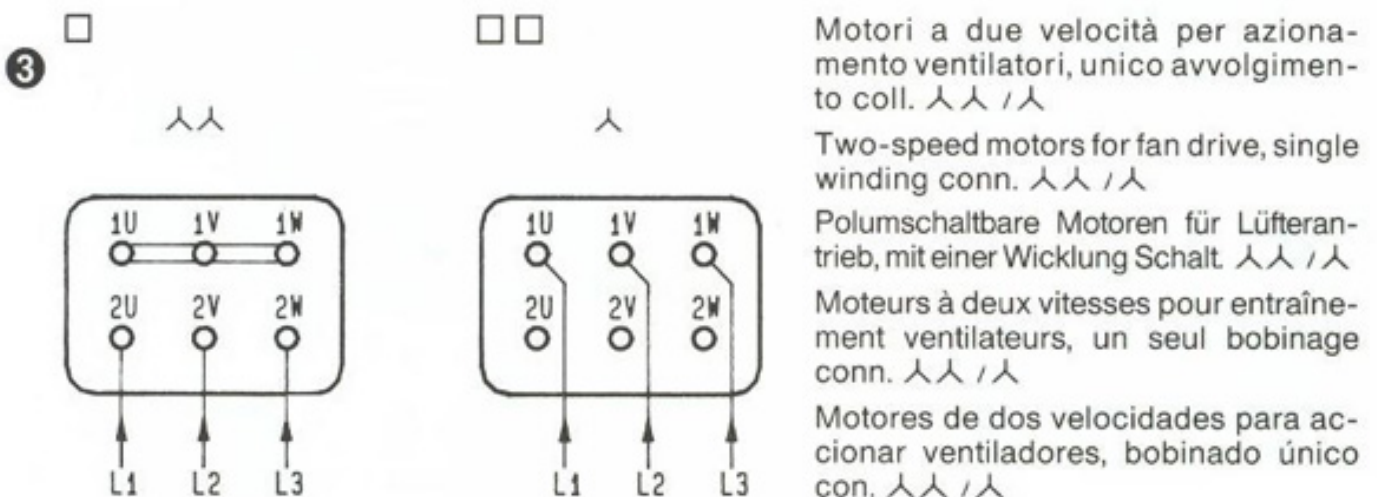 3
1U 1V 1W
2U 2V 2W
L1 L2 L3
1U 1V 1W
2U 2V 2W
L1 L2 L3
Motori a due velocità per aziona-
mento ventilatori, unico avvolgimen-
to coll. ⅄⅄ / ⅄
Two-speed motors for fan drive, single
winding conn. ⅄⅄ / ⅄
Polumschaltbare Motoren für Lüfteran-
trieb, mit einer Wicklung Schalt. ⅄⅄ / ⅄
Moteurs à deux vitesses pour entraîne-
ment ventilateurs, un seul bobinage
conn. ⅄⅄ / ⅄
Motores de dos velocidades para ac-
cionar ventiladores, bobinado único
con. ⅄⅄ / ⅄